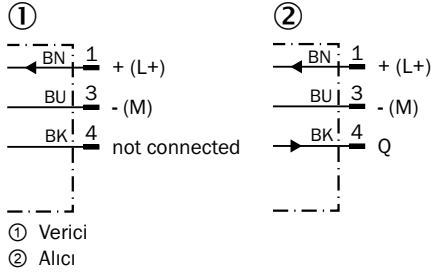 ① ②
BN 1 + (L+) BN 1 + (L+)
BU 3 - (M) BU 3 - (M)
BK 4 not connected BK 4 Q
① Verici
② Alıcı